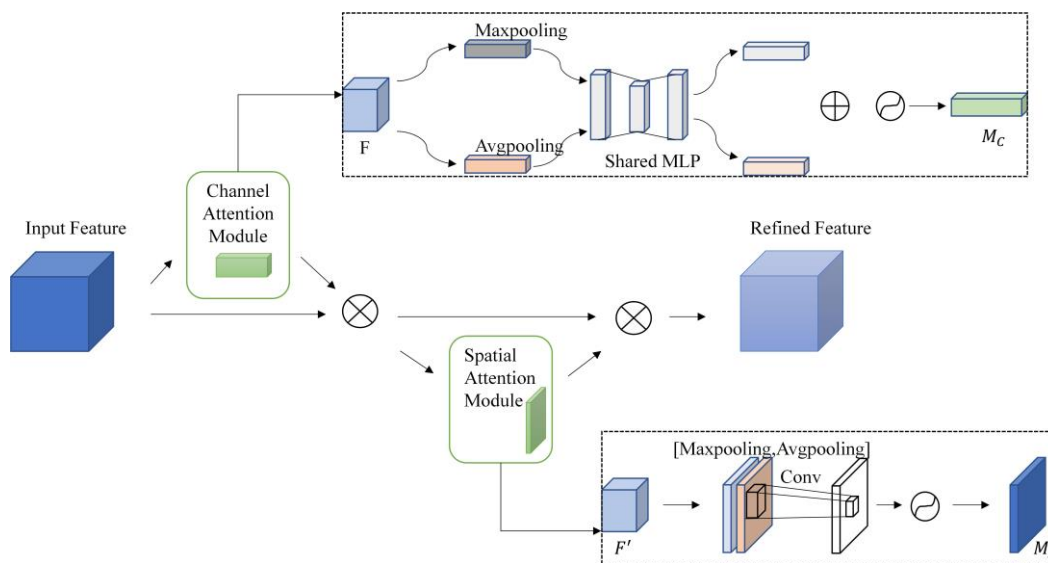 Maxpooling
F
Avgpooling
Shared MLP
M_C
Channel
Attention
Module
Input Feature
Refined Feature
Spatial
Attention
Module
[Maxpooling,Avgpooling]
Conv
F′
M